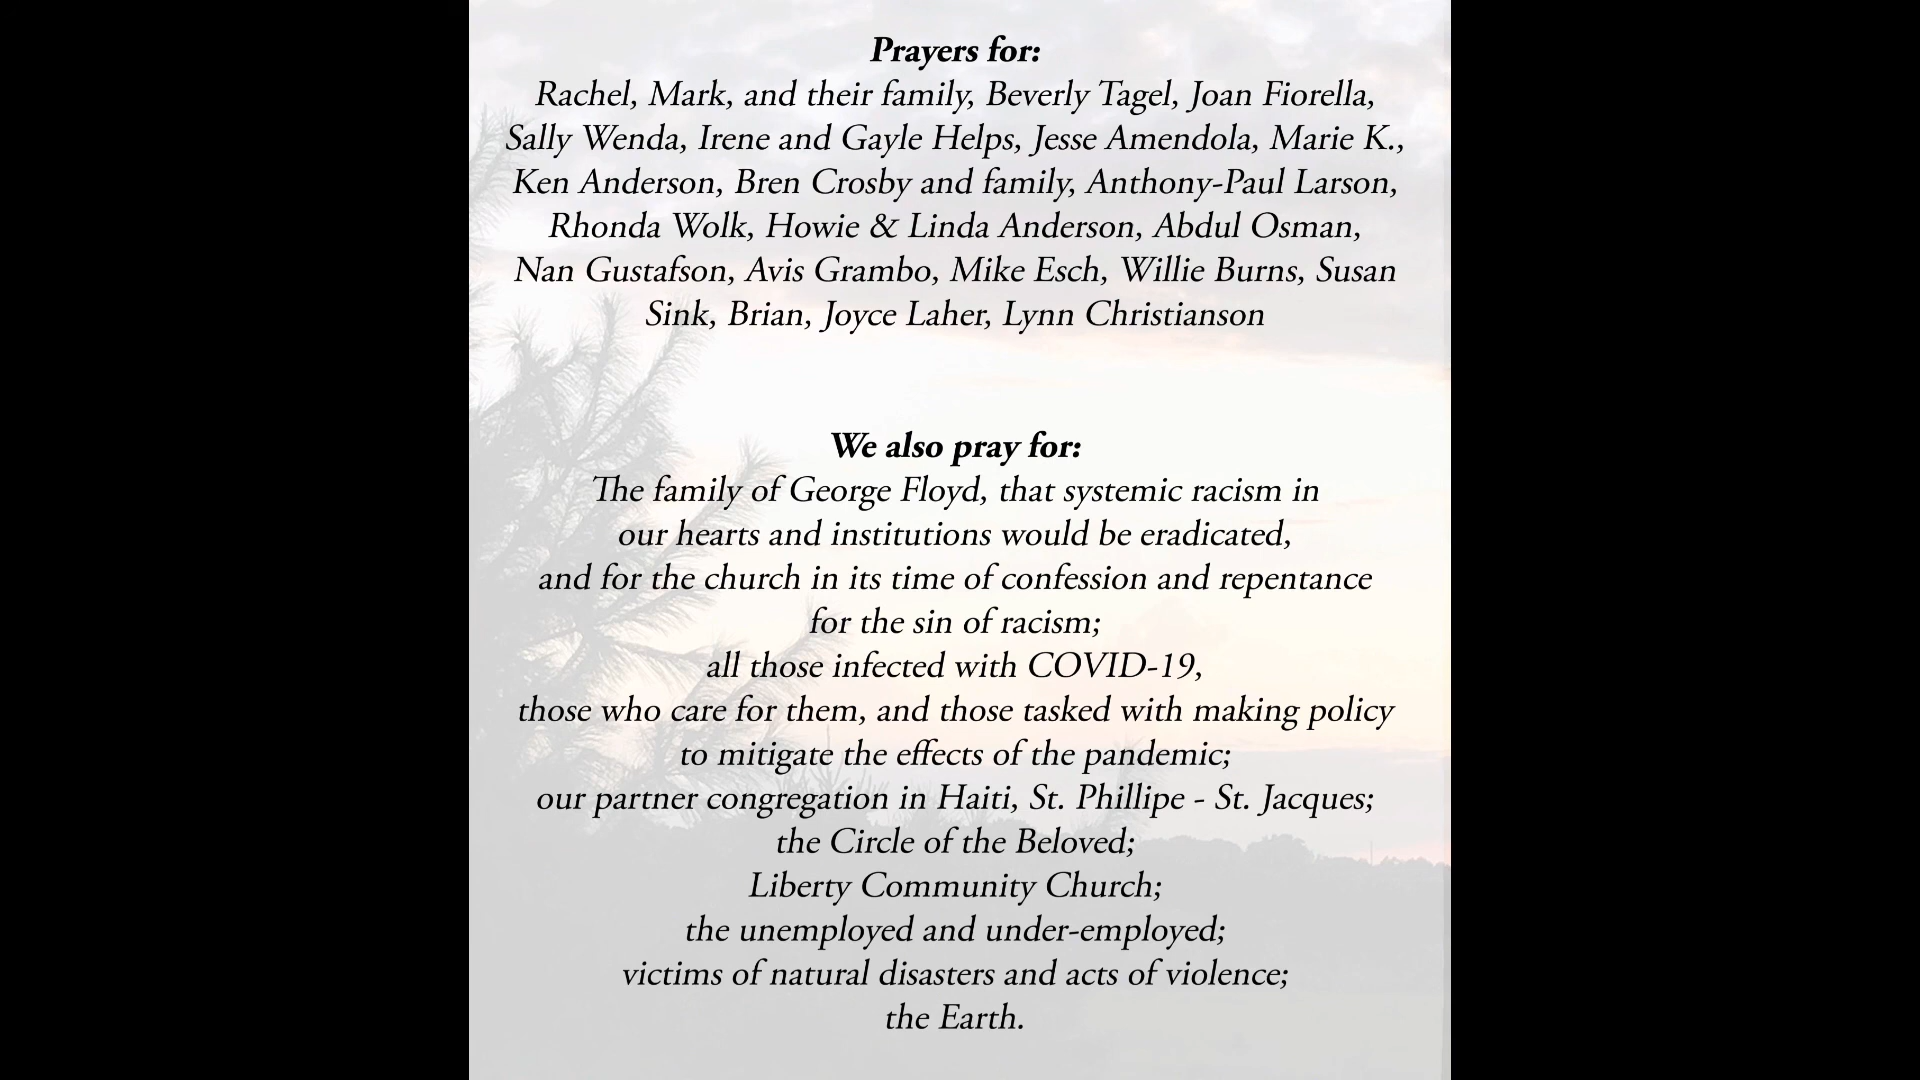 Prayers for:
Rachel, Mark, and their family, Beverly Tagel, Joan Fiorella,
Sally Wenda, Irene and Gayle Helps, Jesse Amendola, Marie K.,
Ken Anderson, Bren Crosby and family, Anthony-Paul Larson,
Rhonda Wolk, Howie & Linda Anderson, Abdul Osman,
Nan Gustafson, Avis Grambo, Mike Esch, Willie Burns, Susan
Sink, Brian, Joyce Laher, Lynn Christianson
We also pray for:
The family of George Floyd, that systemic racism in
our hearts and institutions would be eradicated,
and for the church in its time of confession and repentance
for the sin of racism;
all those infected with COVID-19,
those who care for them, and those tasked with making policy
to mitigate the effects of the pandemic;
our partner congregation in Haiti, St. Phillipe - St. Jacques;
the Circle of the Beloved;
Liberty Community Church;
the unemployed and under-employed;
victims of natural disasters and acts of violence;
the Earth.